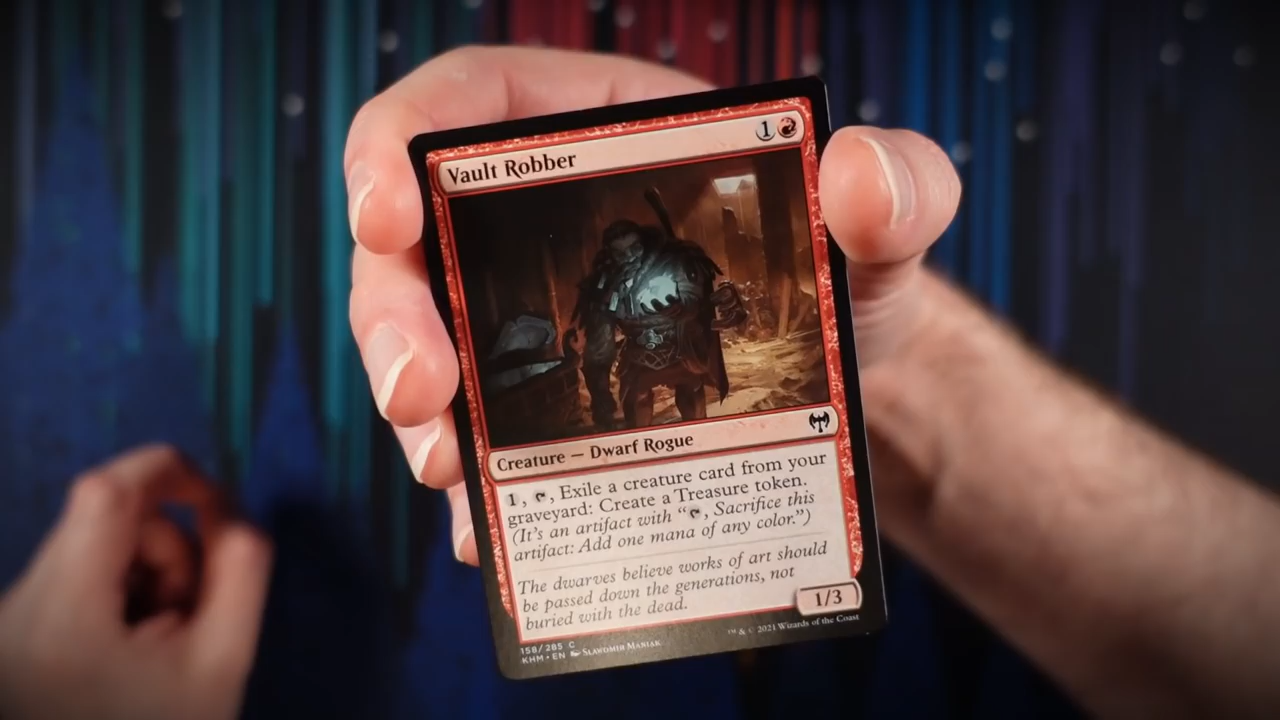 Vault Robber 1
Creature — Dwarf Rogue
1, , Exile a creature card from your
graveyard: Create a Treasure token.
(It's an artifact with “ , Sacrifice this
artifact: Add one mana of any color.”)
The dwarves believe works of art should
be passed down the generations, not
buried with the dead.
1/3
158/285 C
KHM • EN SLAWOMIR MANIAK
™ & © 2021 Wizards of the Coast